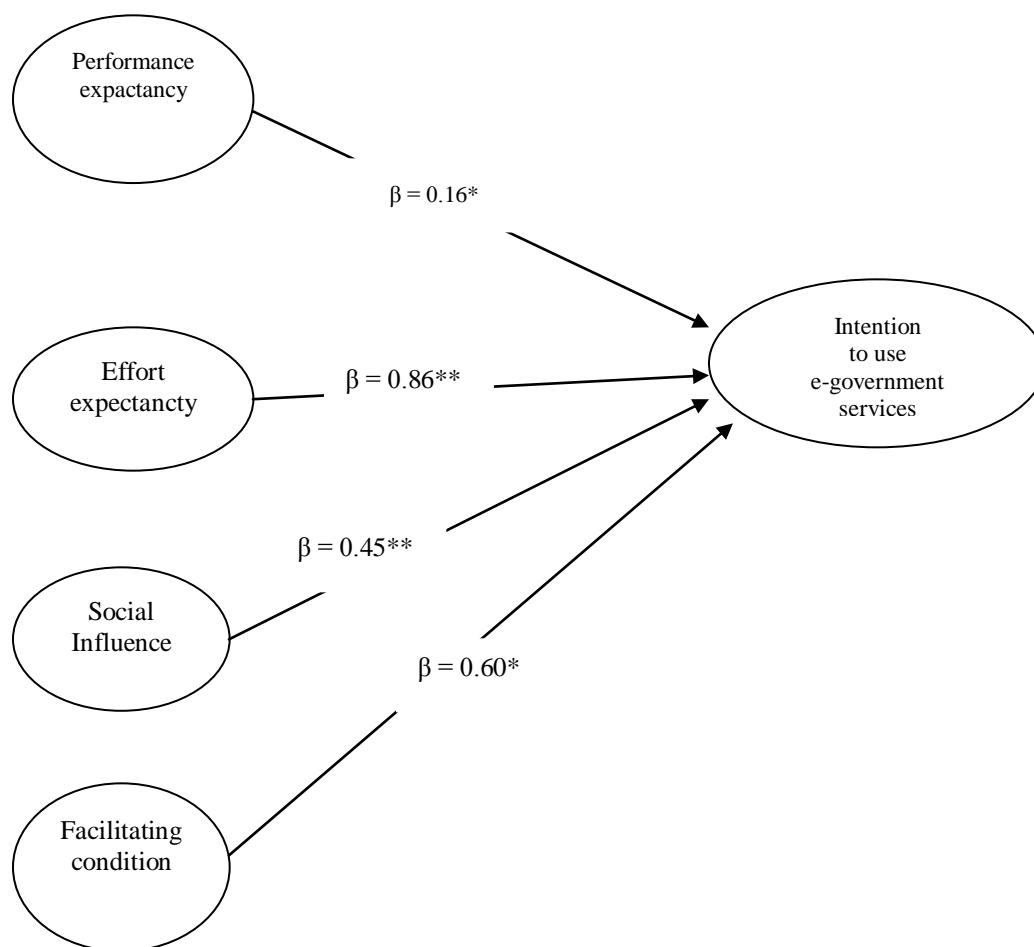 Performance
expactancy
β = 0.16*
Intention
to use
e-government
services
Effort
expectancty
β = 0.86**
β = 0.45**
Social
Influence
β = 0.60*
Facilitating
condition